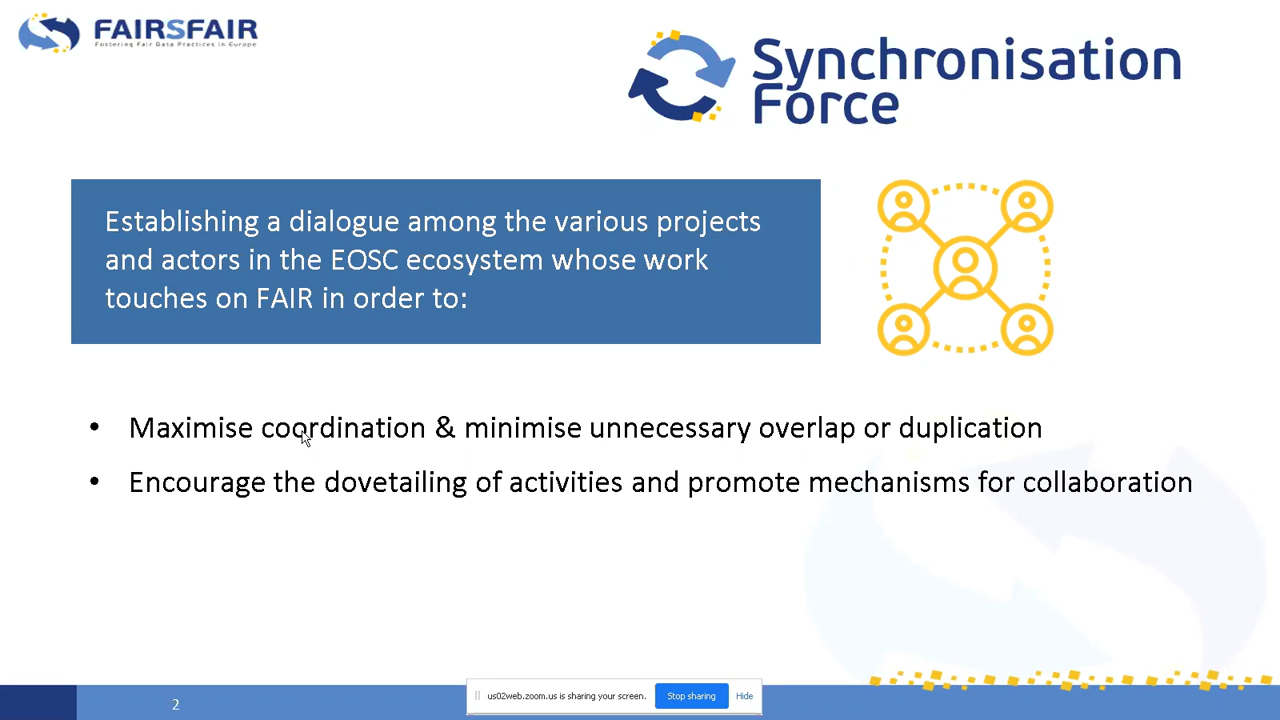 FAIRSFAIR
Fostering Fair Data Practices in Europe
Synchronisation
Force
Establishing a dialogue among the various projects
and actors in the EOSC ecosystem whose work
touches on FAIR in order to:
• Maximise coordination & minimise unnecessary overlap or duplication
• Encourage the dovetailing of activities and promote mechanisms for collaboration
2
us02web.zoom.us is sharing your screen. Stop sharing Hide